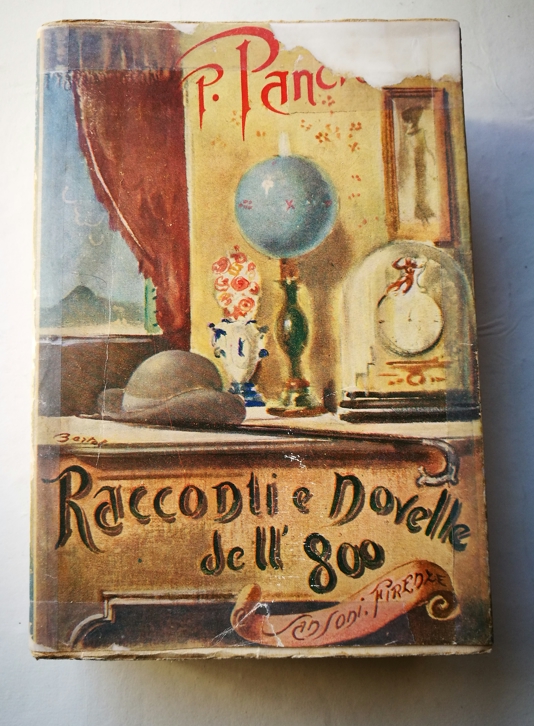 P. Panc
Racconti e Novelle
dell' 800
SANSONI. FIRENZE